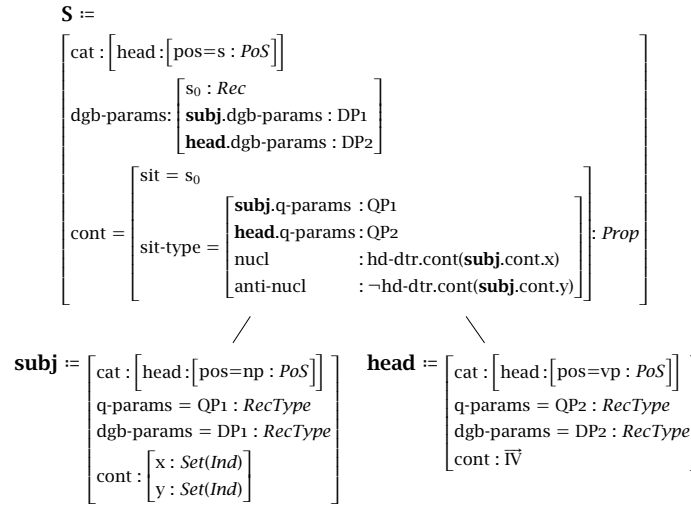 S ≔
cat : [head : [pos=s : PoS]]
dgb-params: [s₀ : Rec
subj.dgb-params : DP1
head.dgb-params : DP2]
cont = [sit = s₀
sit-type = [subj.q-params : QP1
head.q-params : QP2
nucl : hd-dtr.cont(subj.cont.x)
anti-nucl : ¬hd-dtr.cont(subj.cont.y)]] : Prop
subj ≔ [cat : [head : [pos=np : PoS]]
q-params = QP1 : RecType
dgb-params = DP1 : RecType
cont : [x : Set(Ind)
y : Set(Ind)]]
head ≔ [cat : [head : [pos=vp : PoS]]
q-params = QP2 : RecType
dgb-params = DP2 : RecType
cont : I⃗V⃗]